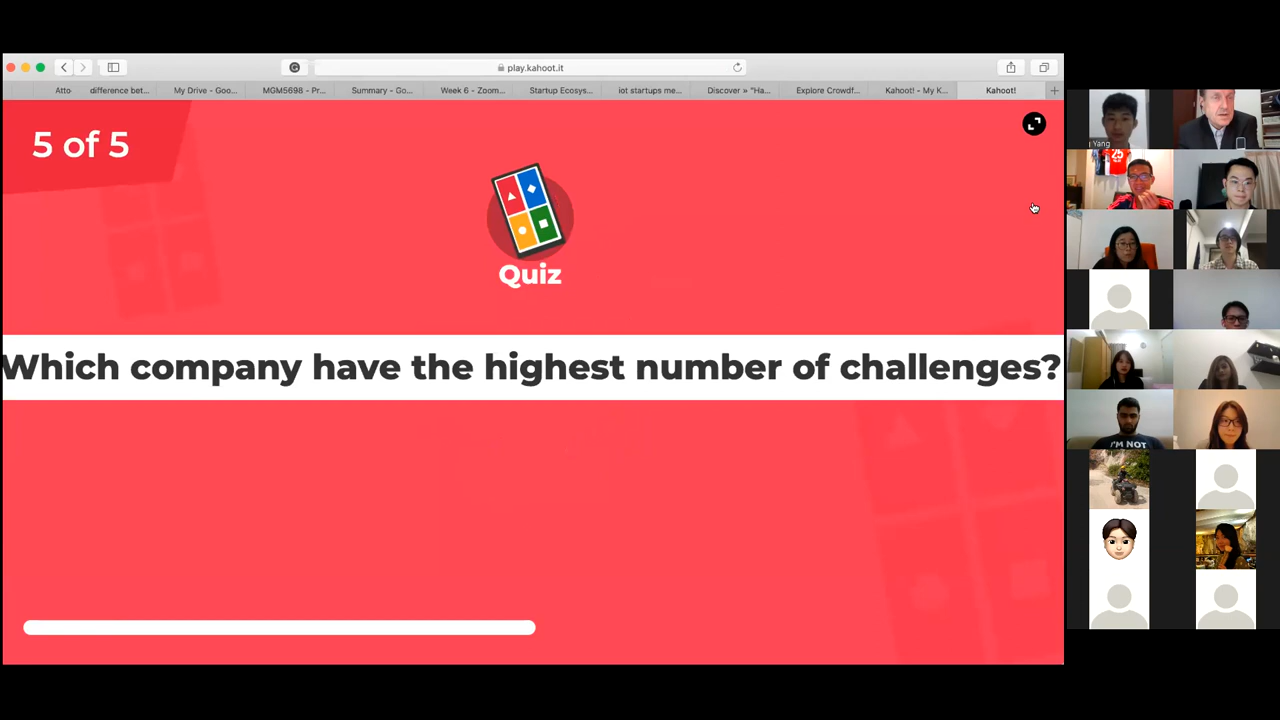 play.kahoot.it
Atto
difference bet...
My Drive - Goo...
MGM5698 - Pr...
Summary - Go...
Week 6 - Zoom...
Startup Ecosys...
iot startups me...
Discover » "Ha...
Explore Crowdf...
Kahoot! - My K...
Kahoot!
5 of 5
Quiz
Which company have the highest number of challenges?
Yang
25
I'M NOT